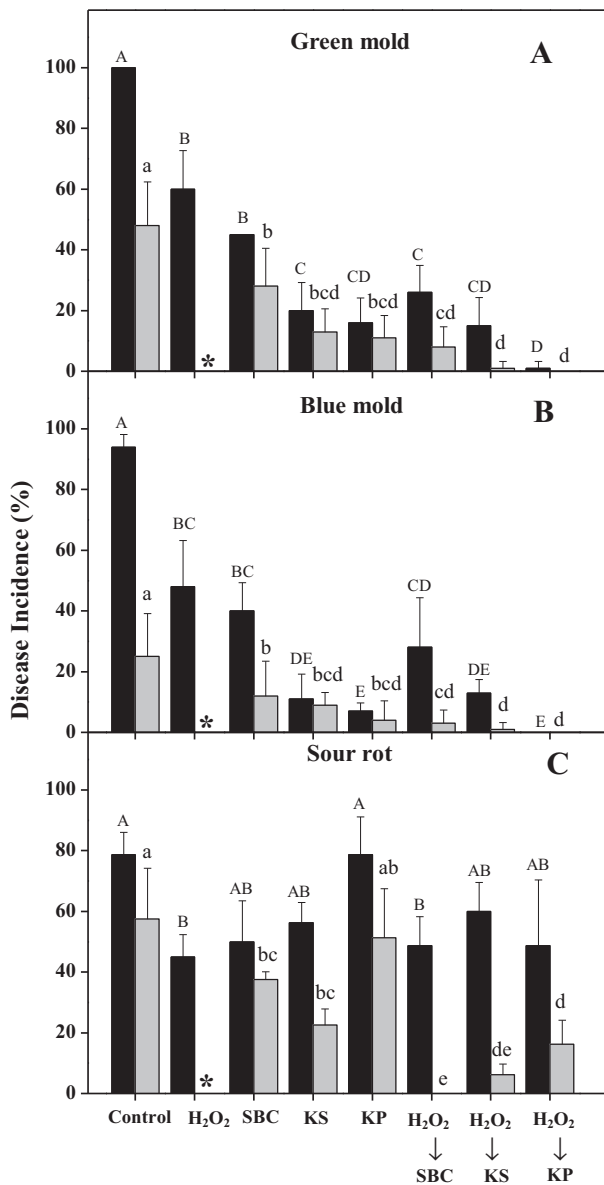 Green mold A
100
80
60
40
20
0
A
a
B
*
B
b
C
bcd
CD
bcd
C
cd
CD
d
D
d
Blue mold B
100
80
60
40
20
0
A
a
BC
*
BC
b
DE
bcd
E
bcd
CD
cd
DE
d
E d
Sour rot C
100
80
60
40
20
0
A
a
B
*
AB
bc
AB
bc
A
ab
B
e
AB
de
AB
d
Disease Incidence (%)
Control H₂O₂ SBC KS KP H₂O₂ H₂O₂ H₂O₂
↓ ↓ ↓
SBC KS KP